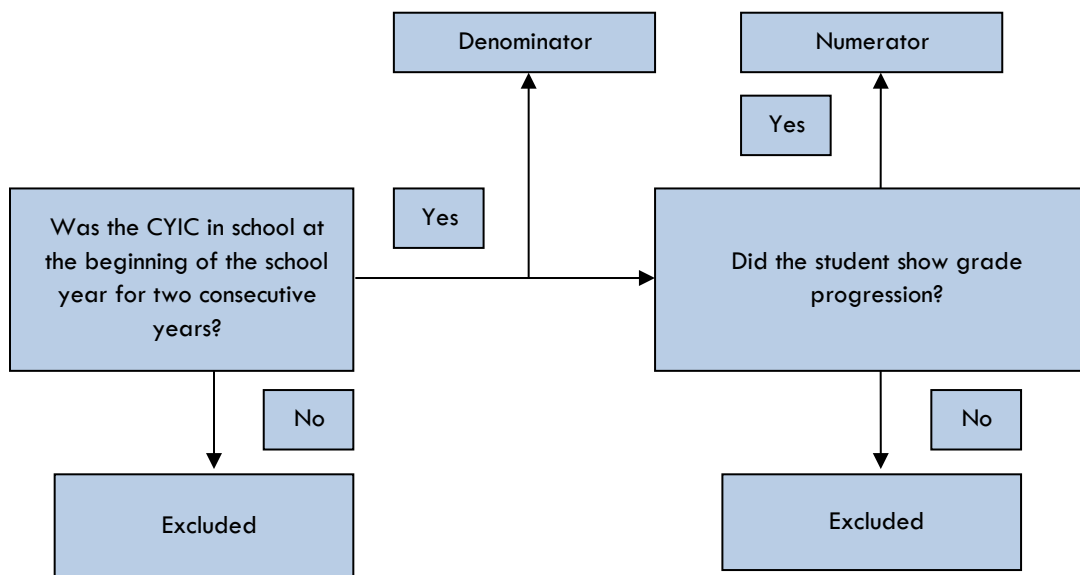 Denominator
Numerator
Yes
Was the CYIC in school at
the beginning of the school
year for two consecutive
years?
Yes
Did the student show grade
progression?
No
No
Excluded
Excluded